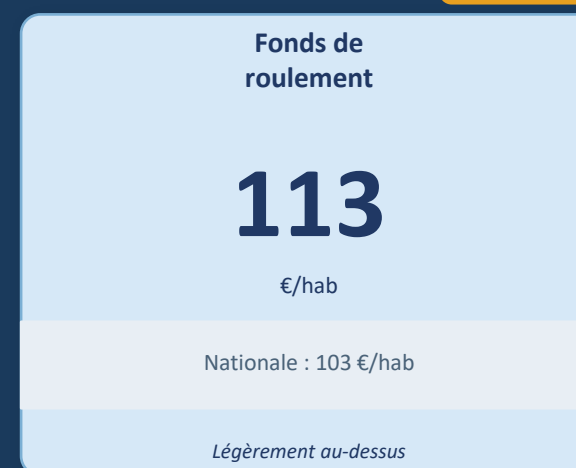 Fonds de
roulement
113
€/hab
Nationale : 103 €/hab
Légèrement au-dessus